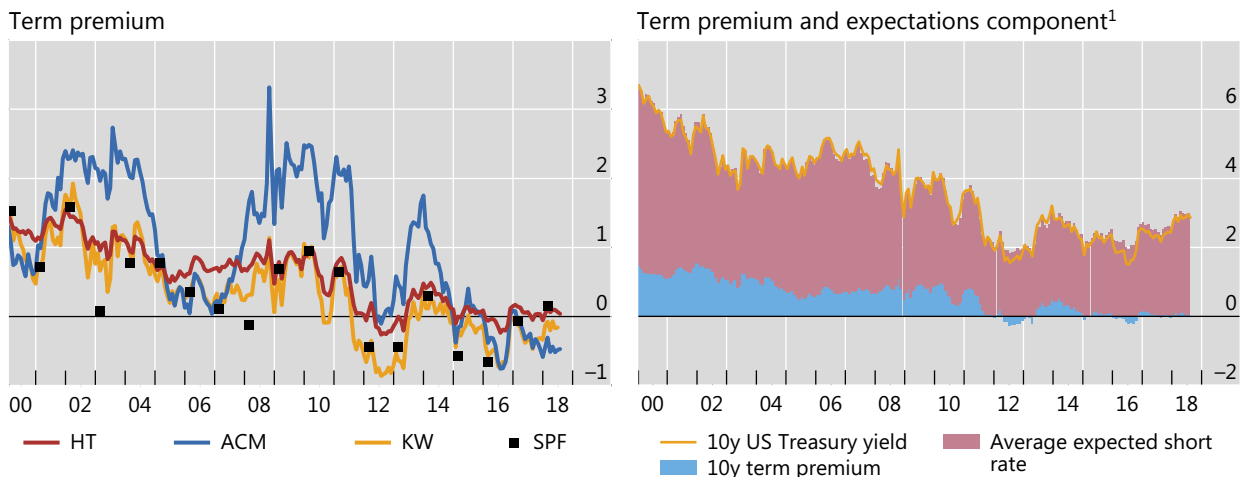 Term premium
3
2
1
0
–1
00 02 04 06 08 10 12 14 16 18
HT ACM KW SPF
Term premium and expectations component1
6
4
2
0
–2
00 02 04 06 08 10 12 14 16 18
10y US Treasury yield
10y term premium
Average expected short
rate